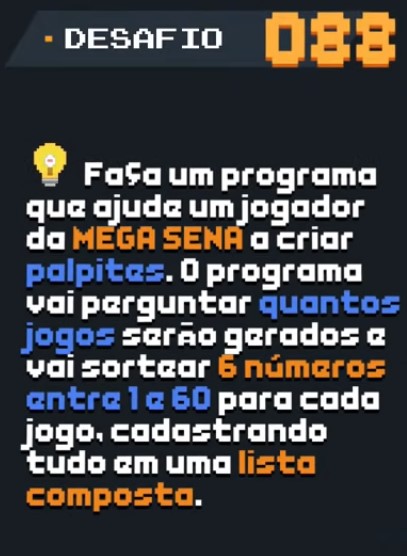 DESAFIO 088
Faça um programa
que ajude um jogador
da MEGA SENA a criar
palpites. O programa
vai perguntar quantos
jogos serão gerados e
vai sortear 6 números
entre 1 e 60 para cada
jogo, cadastrando
tudo em uma lista
composta.